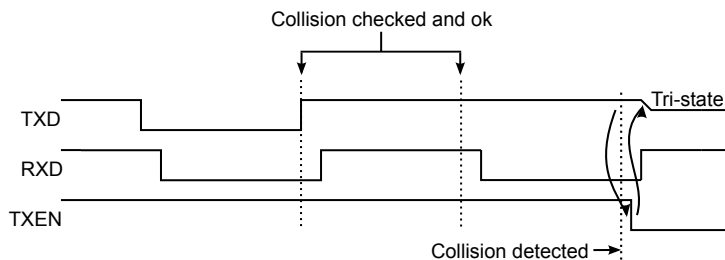 Collision checked and ok
Tri-state
TXD
RXD
TXEN
Collision detected